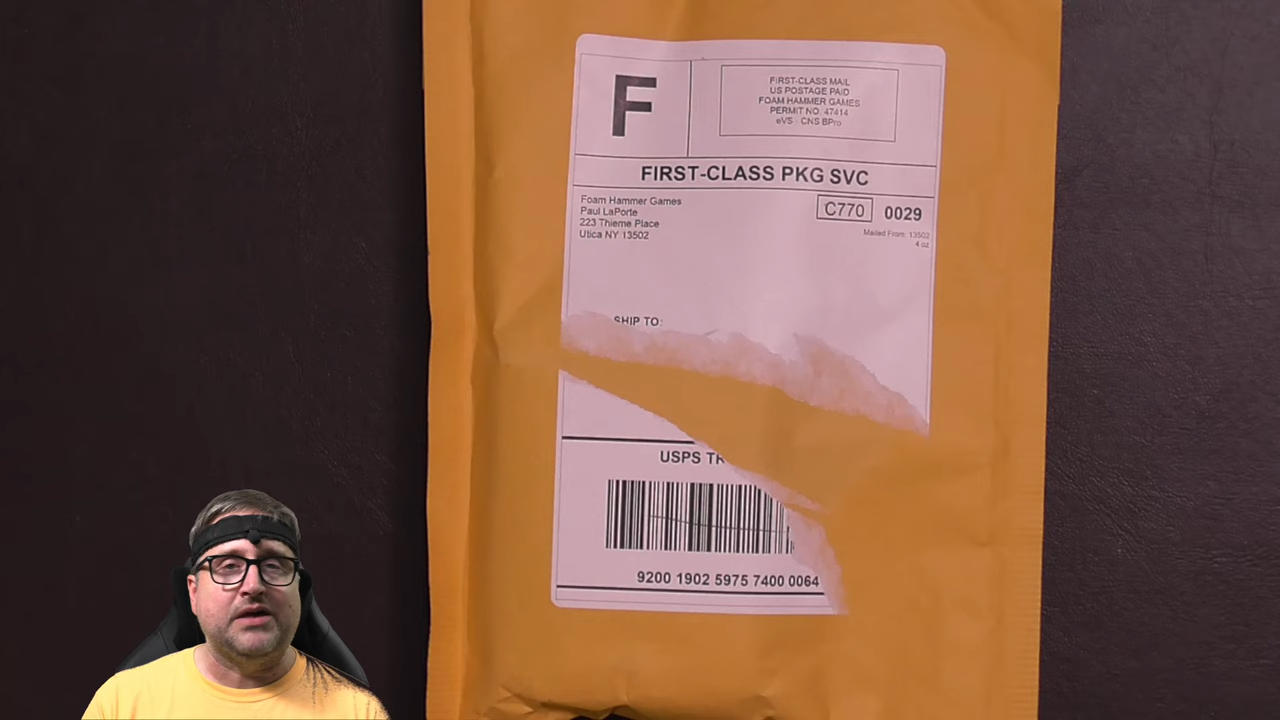 F
FIRST-CLASS MAIL
US POSTAGE PAID
FOAM HAMMER GAMES
PERMIT NO. 47414
eVS CNS BPro
FIRST-CLASS PKG SVC
Foam Hammer Games
Paul LaPorte
223 Thieme Place
Utica NY 13502
C770 0029
Mailed From: 13502
4 oz
SHIP TO:
USPS TR
9200 1902 5975 7400 0064